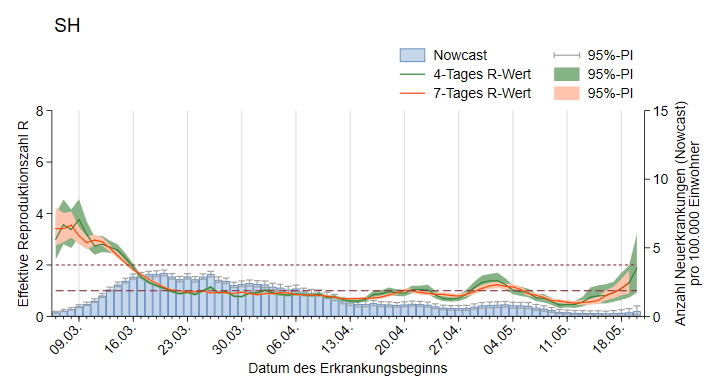 SH
Nowcast
95%-PI
4-Tages R-Wert
95%-PI
7-Tages R-Wert
95%-PI
Effektive Reproduktionszahl R
8
6
4
2
0
15
10
5
0
Anzahl Neuerkrankungen (Nowcast)
pro 100.000 Einwohner
09.03.
16.03.
23.03.
30.03.
06.04.
13.04.
20.04.
27.04.
04.05.
11.05.
18.05.
Datum des Erkrankungsbeginns